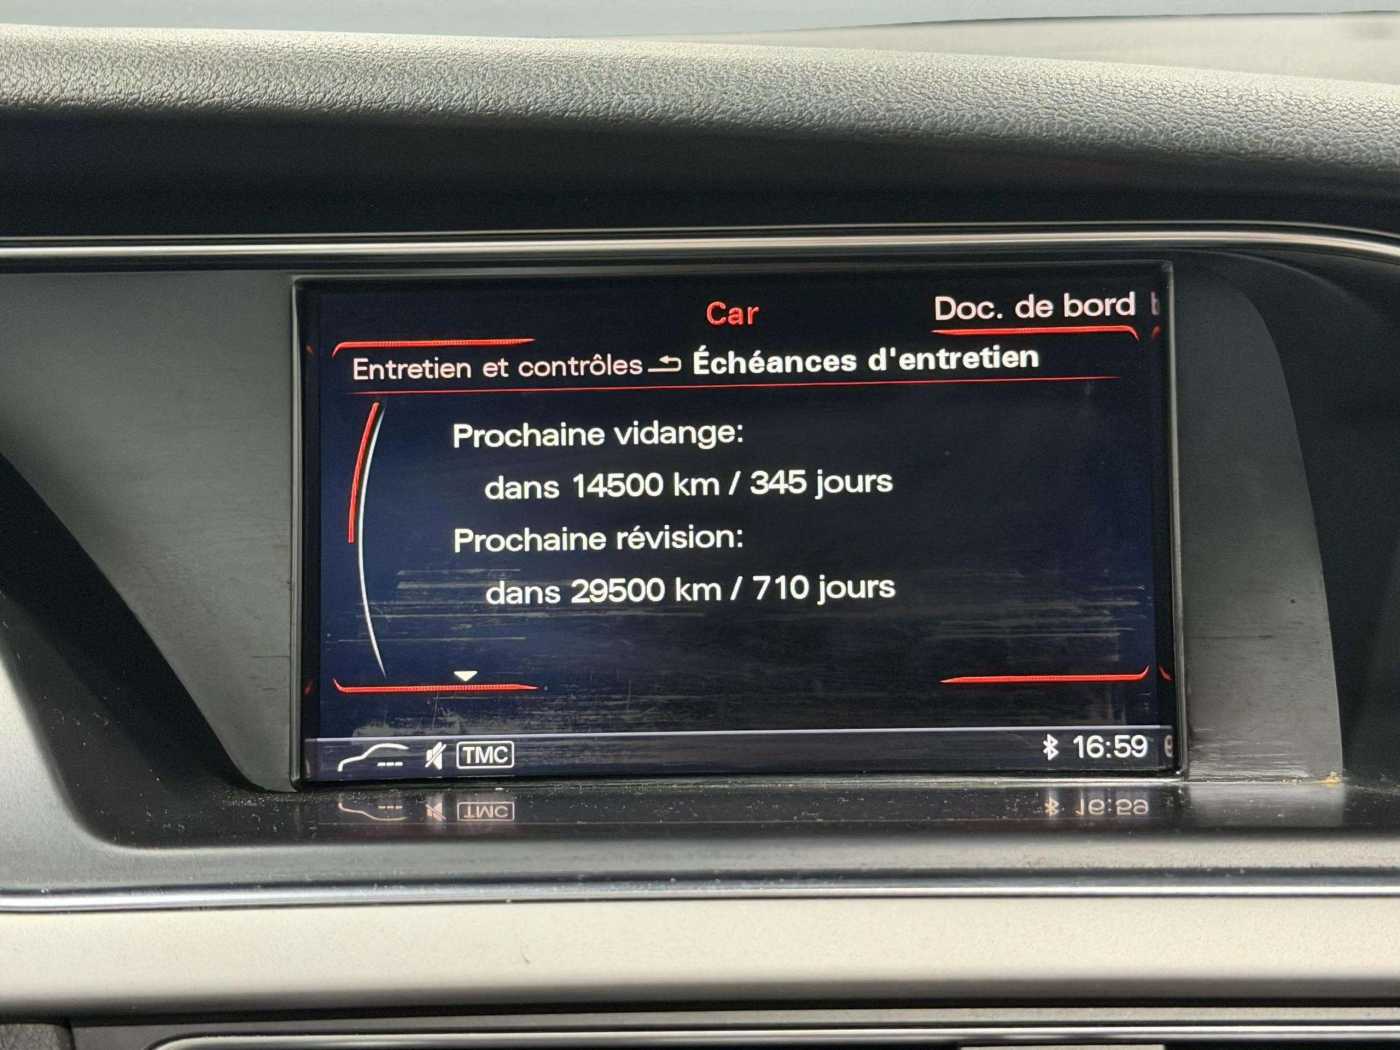 Car
Doc. de bord
Entretien et contrôles Échéances d'entretien
Prochaine vidange:
dans 14500 km / 345 jours
Prochaine révision:
dans 29500 km / 710 jours
TMC 16:59